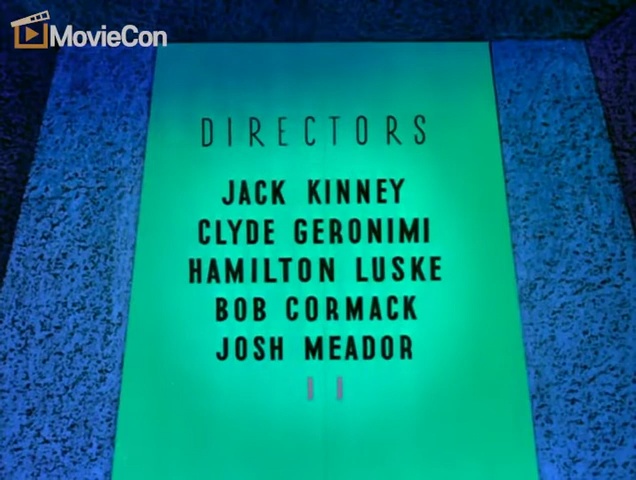 MovieCon
DIRECTORS
JACK KINNEY
CLYDE GERONIMI
HAMILTON LUSKE
BOB CORMACK
JOSH MEADOR